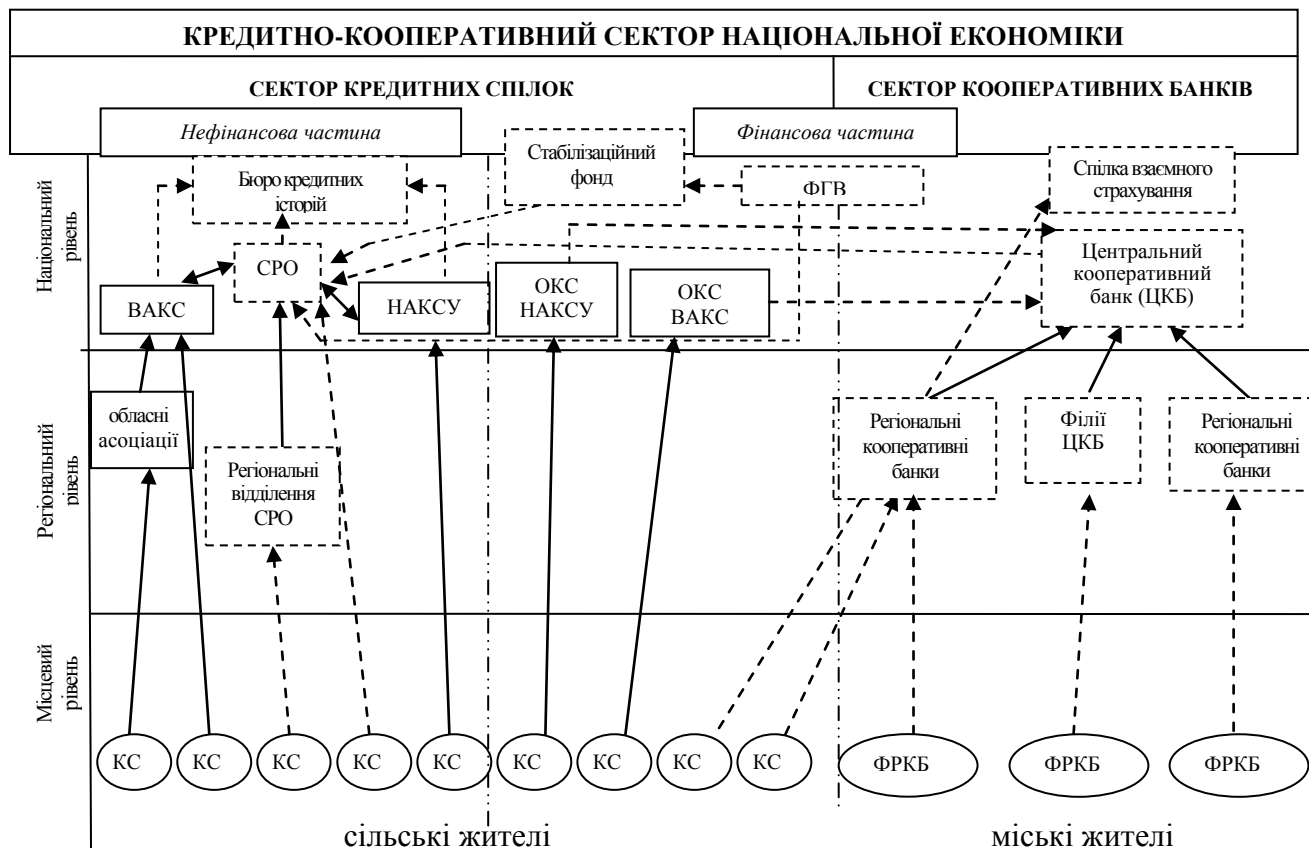 КРЕДИТНО-КООПЕРАТИВНИЙ СЕКТОР НАЦІОНАЛЬНОЇ ЕКОНОМІКИ
СЕКТОР КРЕДИТНИХ СПІЛОК
СЕКТОР КООПЕРАТИВНИХ БАНКІВ
Нефінансова частина
Фінансова частина
Національний
рівень
Бюро кредитних
історій
Стабілізаційний
фонд
ФГВ
Спілка взаємного
страхування
СРО
Центральний
кооперативний
банк (ЦКБ)
ВАКС
НАКСУ
ОКС
НАКСУ
ОКС
ВАКС
Регіональний
рівень
обласні
асоціації
Регіональні
відділення
СРО
Регіональні
кооперативні
банки
Філії
ЦКБ
Регіональні
кооперативні
банки
Місцевий
рівень
КС
КС
КС
КС
КС
КС
КС
КС
КС
ФРКБ
ФРКБ
ФРКБ
сільські жителі
міські жителі